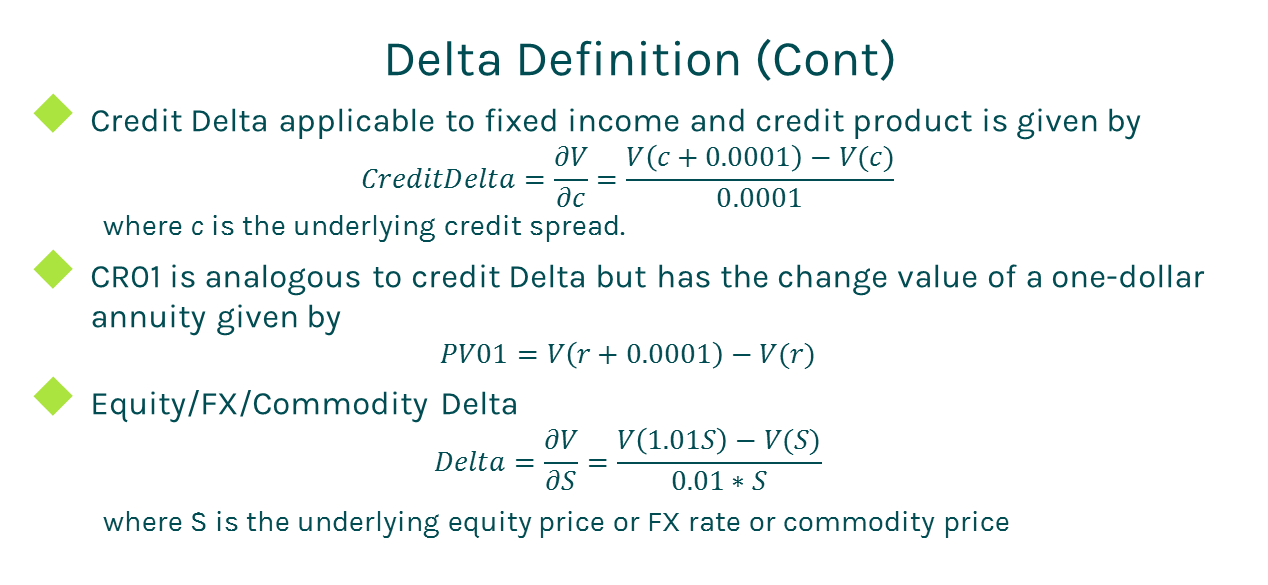 Delta Definition (Cont)
Credit Delta applicable to fixed income and credit product is given by
CreditDelta = ∂V/∂c = (V(c + 0.0001) − V(c))/0.0001
where c is the underlying credit spread.
CR01 is analogous to credit Delta but has the change value of a one-dollar
annuity given by
PV01 = V(r + 0.0001) − V(r)
Equity/FX/Commodity Delta
Delta = ∂V/∂S = (V(1.01S) − V(S))/(0.01 * S)
where S is the underlying equity price or FX rate or commodity price